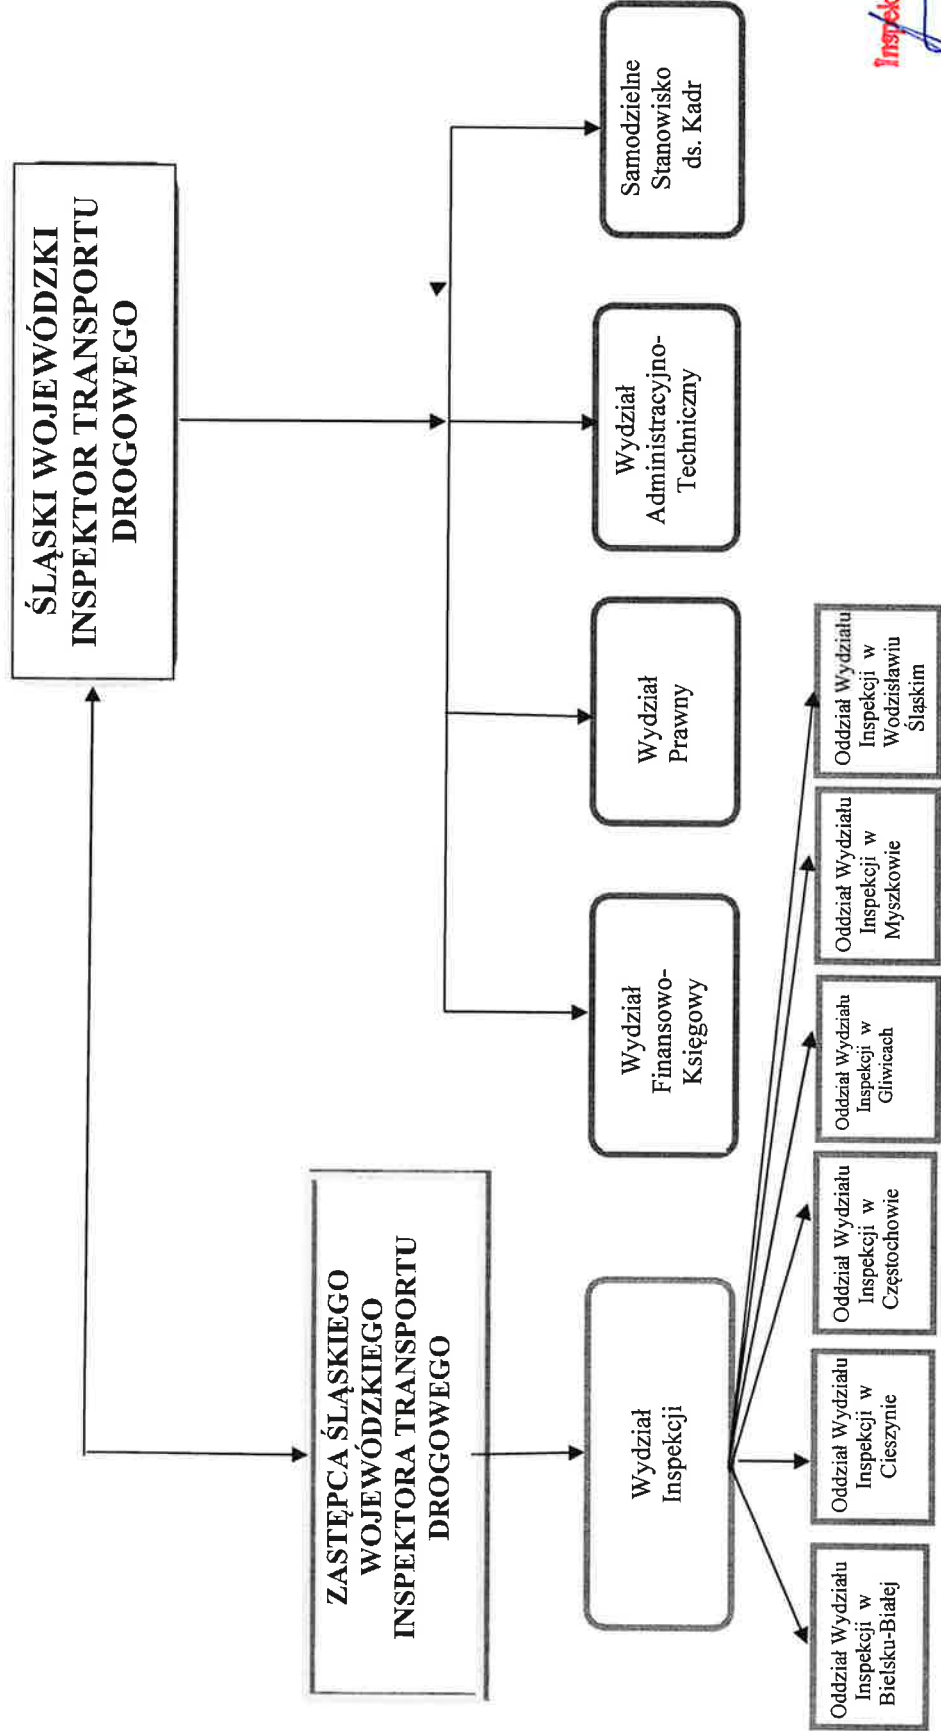 ŚLĄSKI WOJEWÓDZKI
INSPEKTOR TRANSPORTU
DROGOWEGO
ZASTĘPCA ŚLĄSKIEGO
WOJEWÓDZKIEGO
INSPEKTORA TRANSPORTU
DROGOWEGO
Wydział
Inspekcji
Wydział
Finansowo-
Księgowy
Wydział
Prawny
Wydział
Administracyjno-
Techniczny
Samodzielne
Stanowisko
ds. Kadr
Oddział Wydziału
Inspekcji w
Bielsku-Białej
Oddział Wydziału
Inspekcji w
Cieszynie
Oddział Wydziału
Inspekcji w
Częstochowie
Oddział Wydziału
Inspekcji w
Gliwicach
Oddział Wydziału
Inspekcji w
Myszkowie
Oddział Wydziału
Inspekcji w
Wodzisławiu
Śląskim
Inspek